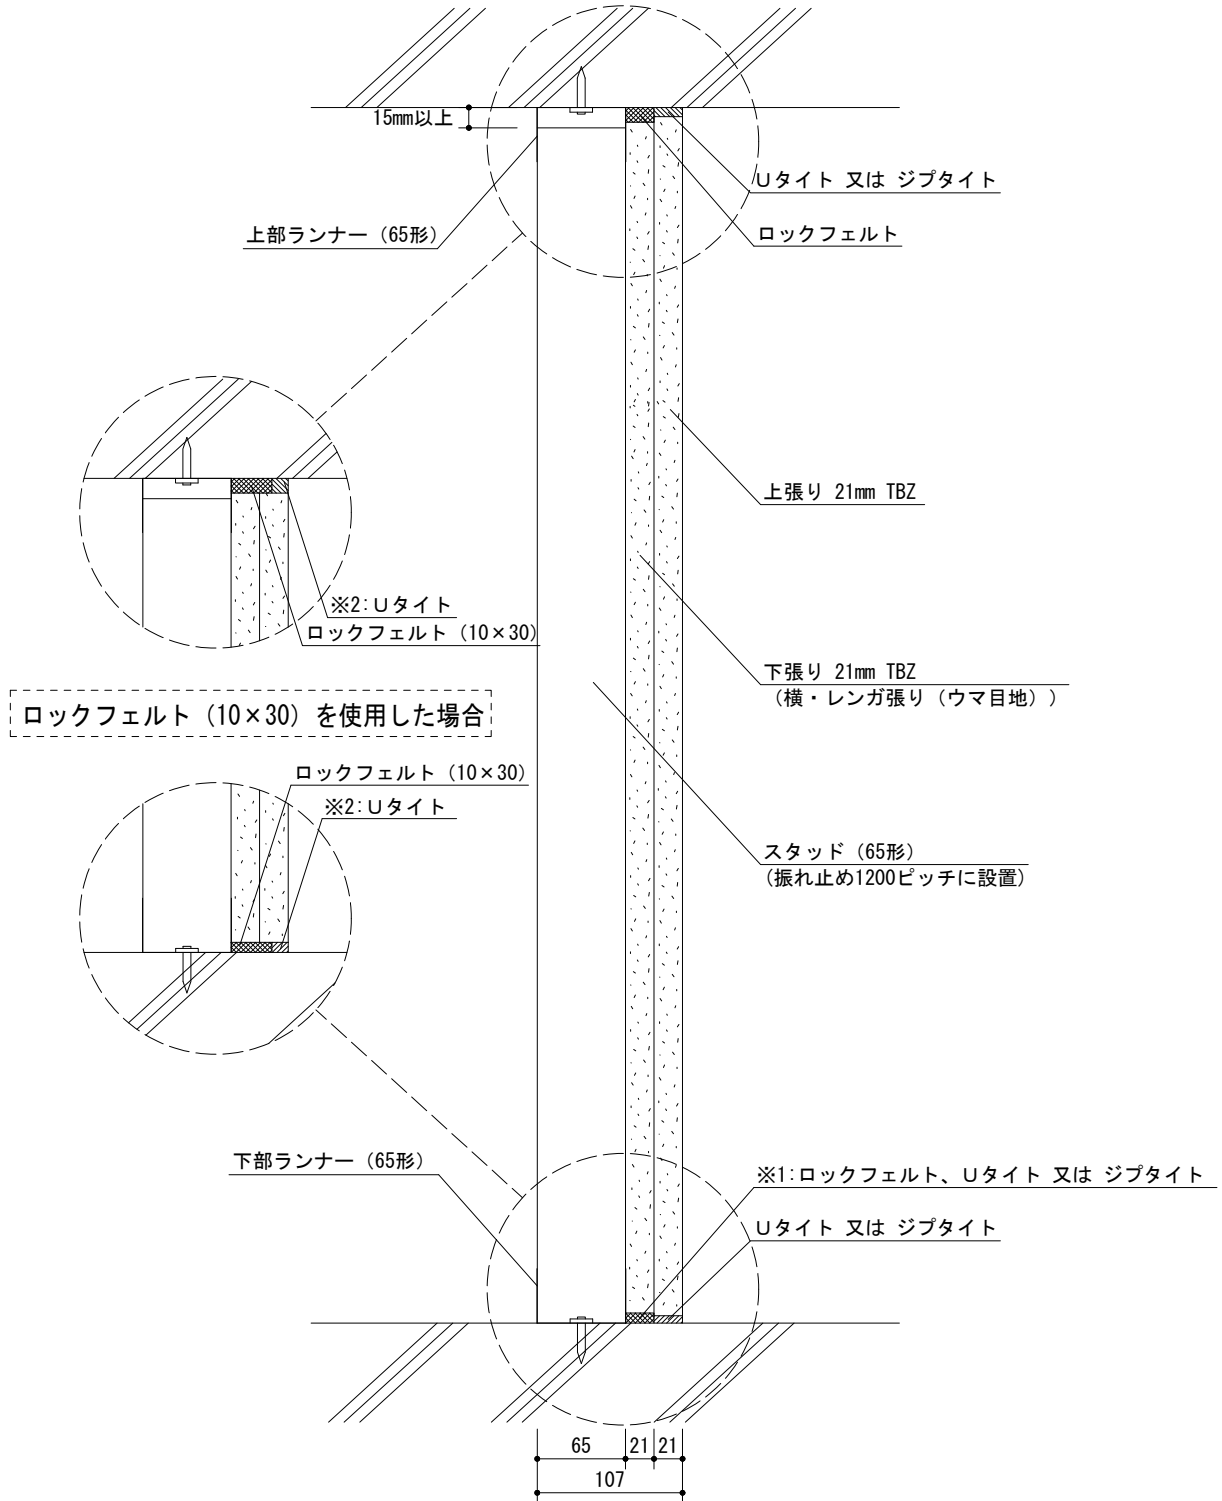 15mm以上
Uタイト 又は ジプタイト
上部ランナー（65形）
ロックフェルト
上張り 21mm TBZ
※2:Uタイト
ロックフェルト（10×30）
下張り 21mm TBZ
（横・レンガ張り（ウマ目地））
ロックフェルト（10×30）を使用した場合
ロックフェルト（10×30）
※2:Uタイト
スタッド（65形）
（振れ止め1200ピッチに設置）
下部ランナー（65形）
※1:ロックフェルト、Uタイト 又は ジプタイト
Uタイト 又は ジプタイト
65 21 21
107